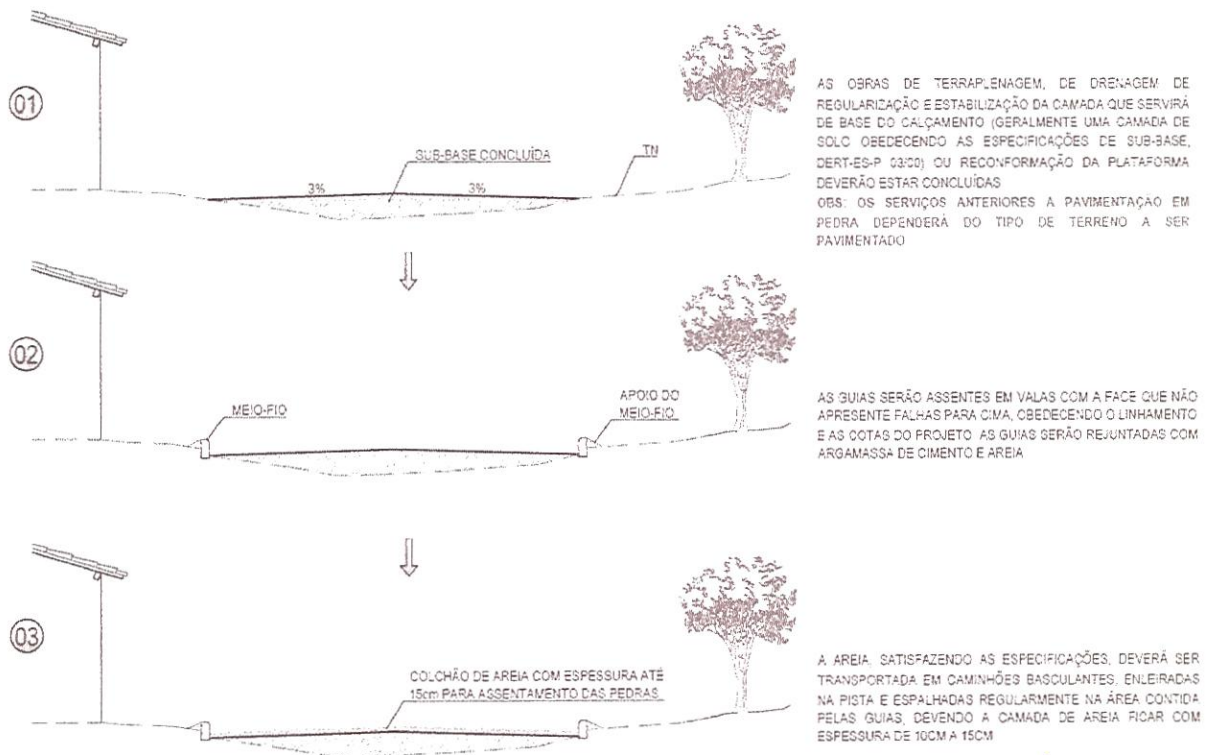 01
SUB-BASE CONCLUÍDA
TN
3%
3%
AS OBRAS DE TERRAPLENAGEM, DE DRENAGEM DE
REGULARIZAÇÃO E ESTABILIZAÇÃO DA CAMADA QUE SERVIRÁ
DE BASE DO CALÇAMENTO (GERALMENTE UMA CAMADA DE
SOLO OBEDECENDO AS ESPECIFICAÇÕES DE SUB-BASE,
DERT-ES-P 03/00) OU RECONFORMAÇÃO DA PLATAFORMA
DEVERÃO ESTAR CONCLUÍDAS
OBS: OS SERVIÇOS ANTERIORES A PAVIMENTAÇÃO EM
PEDRA DEPENDERÁ DO TIPO DE TERRENO A SER
PAVIMENTADO
02
MEIO-FIO
APOIO DO
MEIO-FIO
AS GUIAS SERÃO ASSENTES EM VALAS COM A FACE QUE NÃO
APRESENTE FALHAS PARA CIMA, OBEDECENDO O LINHAMENTO
E AS COTAS DO PROJETO. AS GUIAS SERÃO REJUNTADAS COM
ARGAMASSA DE CIMENTO E AREIA
03
COLCHÃO DE AREIA COM ESPESSURA ATÉ
15cm PARA ASSENTAMENTO DAS PEDRAS
A AREIA, SATISFAZENDO AS ESPECIFICAÇÕES, DEVERÁ SER
TRANSPORTADA EM CAMINHÕES BASCULANTES, ENLEIRADAS
NA PISTA E ESPALHADAS REGULARMENTE NA ÁREA CONTIDA
PELAS GUIAS, DEVENDO A CAMADA DE AREIA FICAR COM
ESPESSURA DE 10CM A 15CM